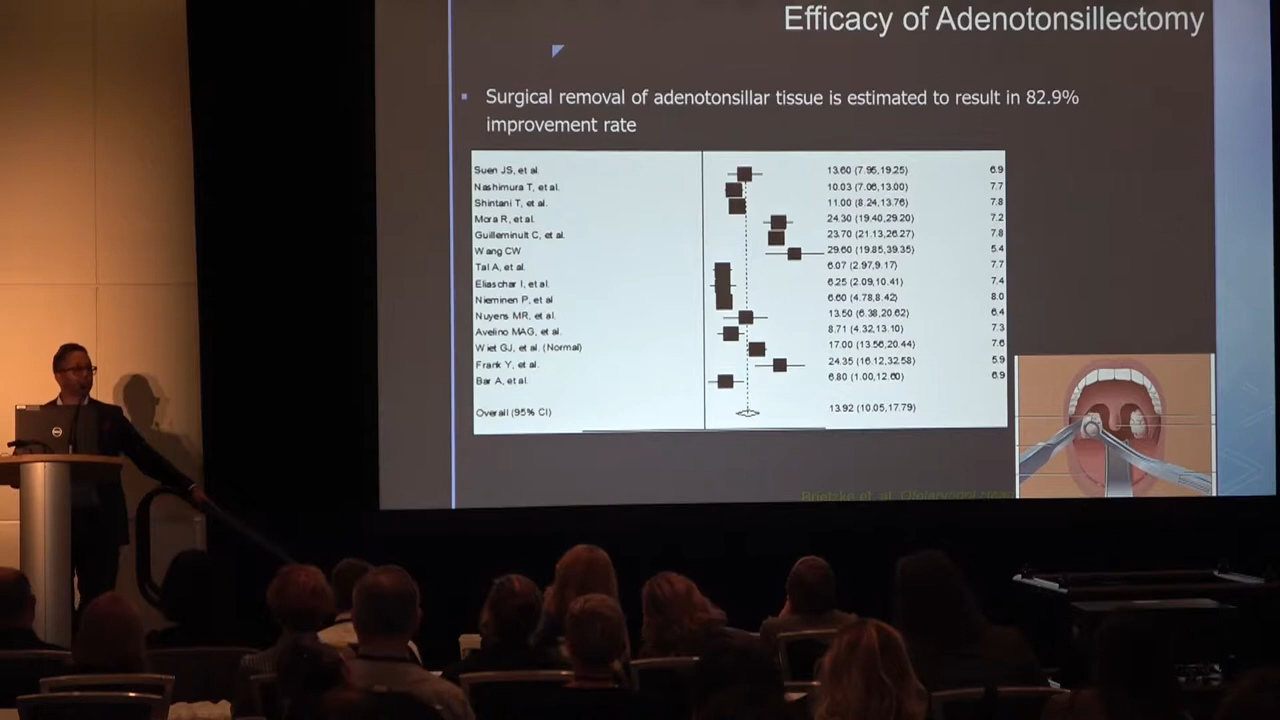 Efficacy of Adenotonsillectomy
Surgical removal of adenotonsillar tissue is estimated to result in 82.9%
improvement rate
Suen JS, et al. 13.60 (7.95,19.25) 6.9
Nashimura T, et al. 10.03 (7.06,13.00) 7.7
Shintani T, et al. 11.00 (8.24,13.76) 7.8
Mora R, et al. 24.30 (19.40,29.20) 7.2
Guilleminult C, et al. 23.70 (21.13,26.27) 7.8
Wang CW 29.60 (19.85,39.35) 5.4
Tal A, et al. 6.07 (2.97,9.17) 7.7
Eliaschar I, et al. 6.25 (2.09,10.41) 7.4
Nieminen P, et al 6.60 (4.78,8.42) 8.0
Nuyens MR, et al. 13.50 (6.38,20.62) 6.4
Avelino MAG, et al. 8.71 (4.32,13.10) 7.3
Wiet GJ, et al. (Normal) 17.00 (13.56,20.44) 7.6
Frank Y, et al. 24.35 (16.12,32.58) 5.9
Bar A, et al. 6.80 (1.00,12.60) 6.9
Overall (95% CI) 13.92 (10.05,17.79)
DELL